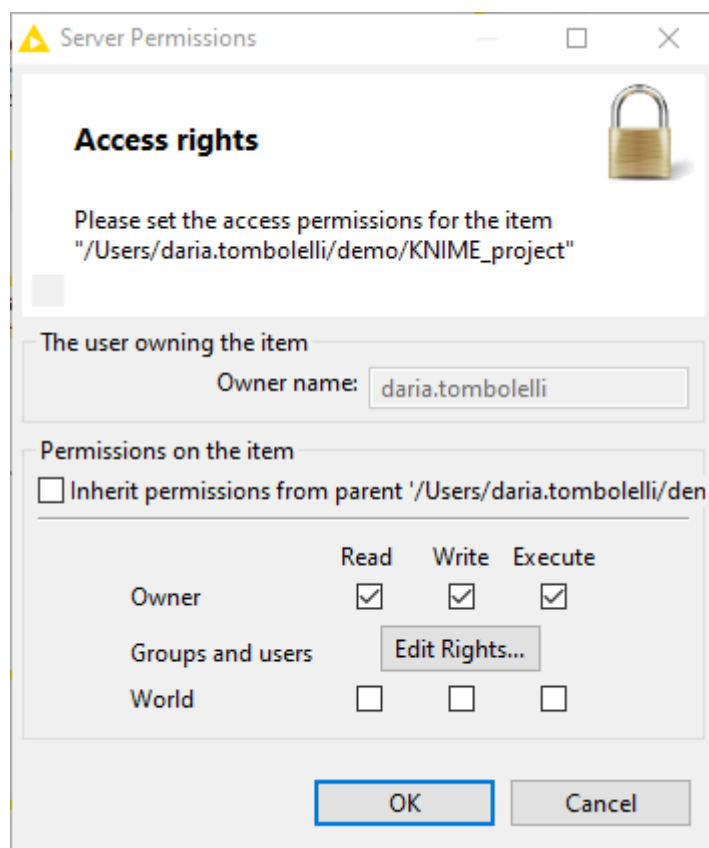 Server Permissions
Access rights
Please set the access permissions for the item
"/Users/daria.tombolelli/demo/KNIME_project"
The user owning the item
Owner name: daria.tombolelli
Permissions on the item
Inherit permissions from parent '/Users/daria.tombolelli/den
Read Write Execute
Owner
Groups and users Edit Rights...
World
OK Cancel